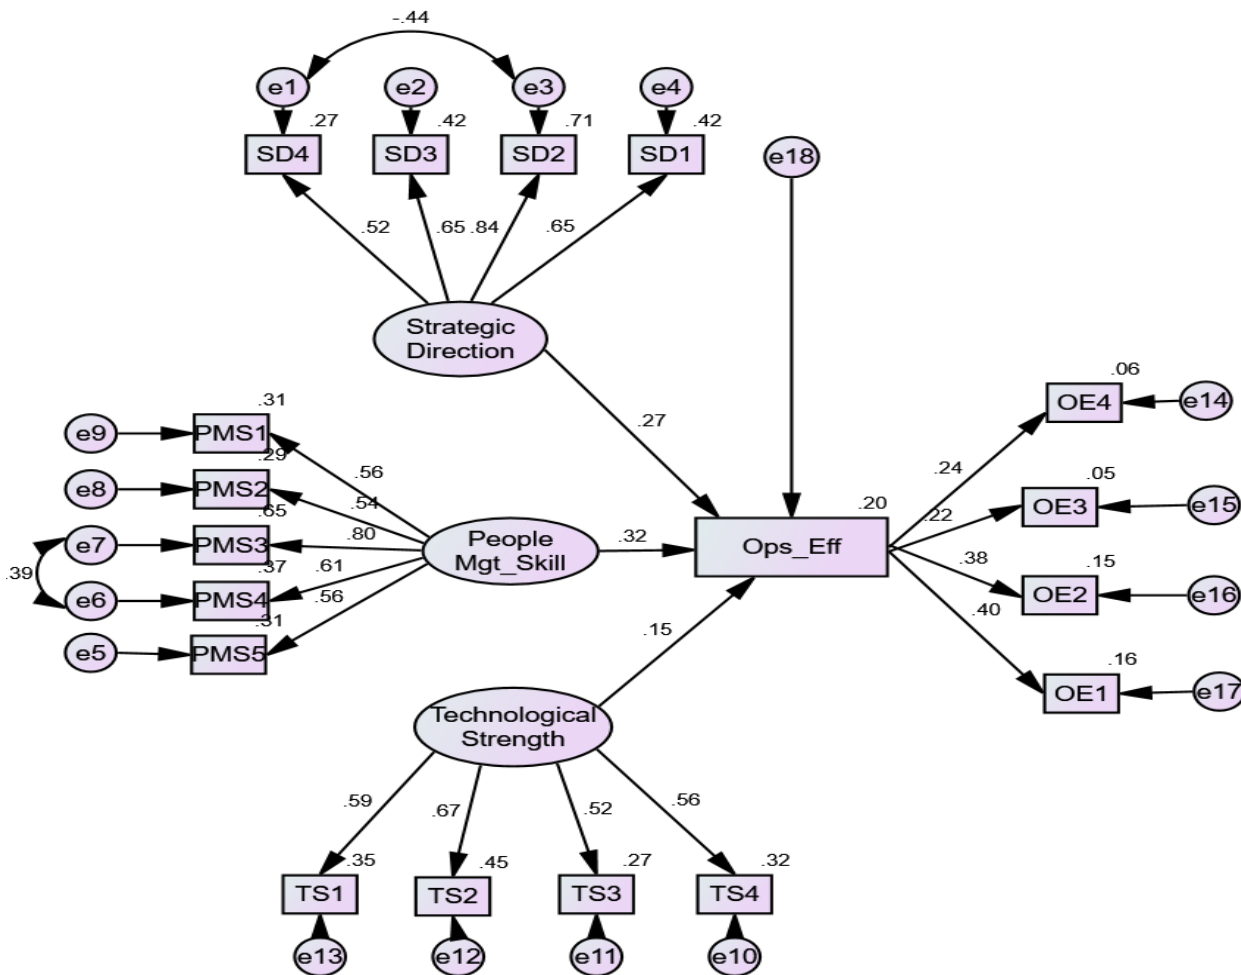 -.44
e1 e2 e3 e4
.27 .42 .71 .42
SD4 SD3 SD2 SD1
e18
.52 .65 .84 .65
Strategic
Direction
.27
.31
e9 PMS1
.56
.29
e8 PMS2
.54
.65
e7 PMS3
.80
.39
.37
e6 PMS4
.61
.56
.31
e5 PMS5
People
Mgt_Skill
.32
.20
Ops_Eff
.06
OE4 e14
.24
.05
.22
OE3 e15
.38
.15
OE2 e16
.40
.16
OE1 e17
.15
Technological
Strength
.59 .67 .52 .56
.35 .45 .27 .32
TS1 TS2 TS3 TS4
e13 e12 e11 e10